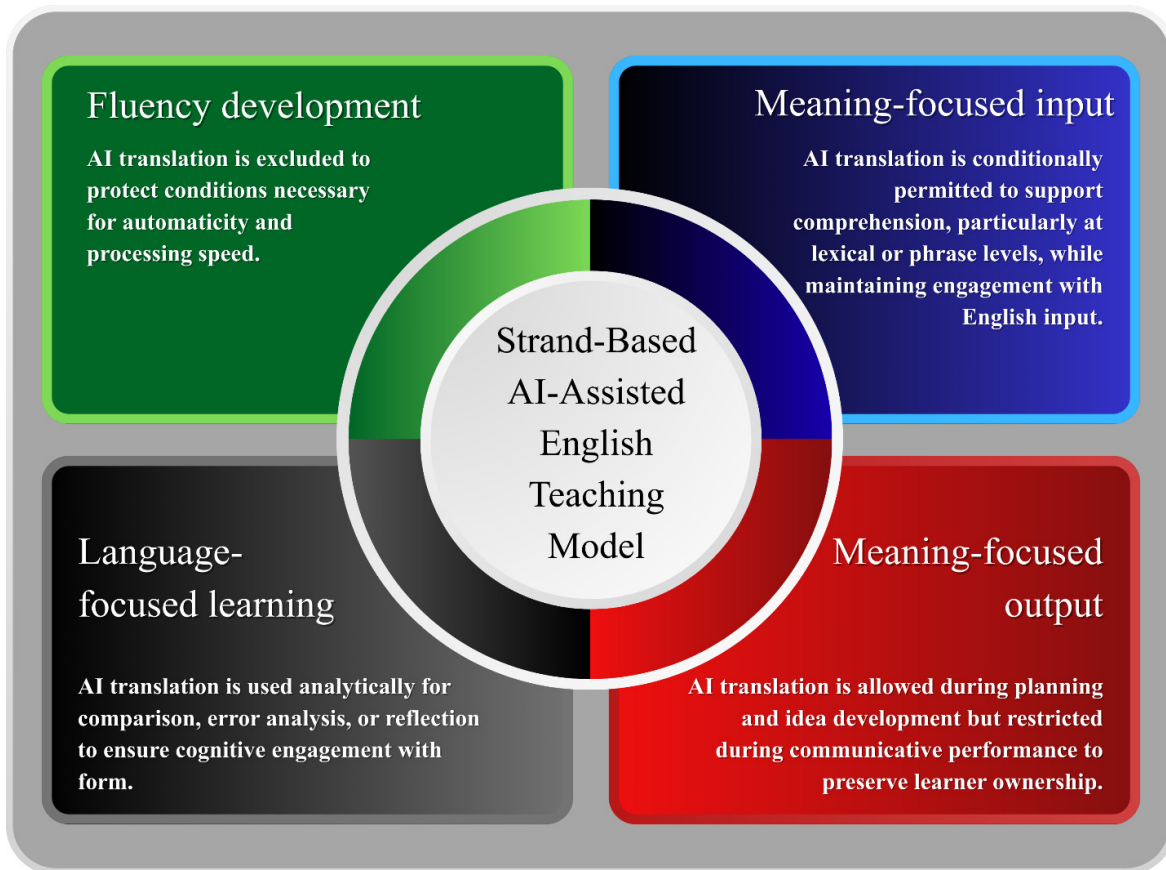 Fluency development
AI translation is excluded to
protect conditions necessary
for automaticity and
processing speed.
Meaning-focused input
AI translation is conditionally
permitted to support
comprehension, particularly at
lexical or phrase levels, while
maintaining engagement with
English input.
Strand-Based
AI-Assisted
English
Teaching
Model
Language-
focused learning
AI translation is used analytically for
comparison, error analysis, or reflection
to ensure cognitive engagement with
form.
Meaning-focused
output
AI translation is allowed during planning
and idea development but restricted
during communicative performance to
preserve learner ownership.